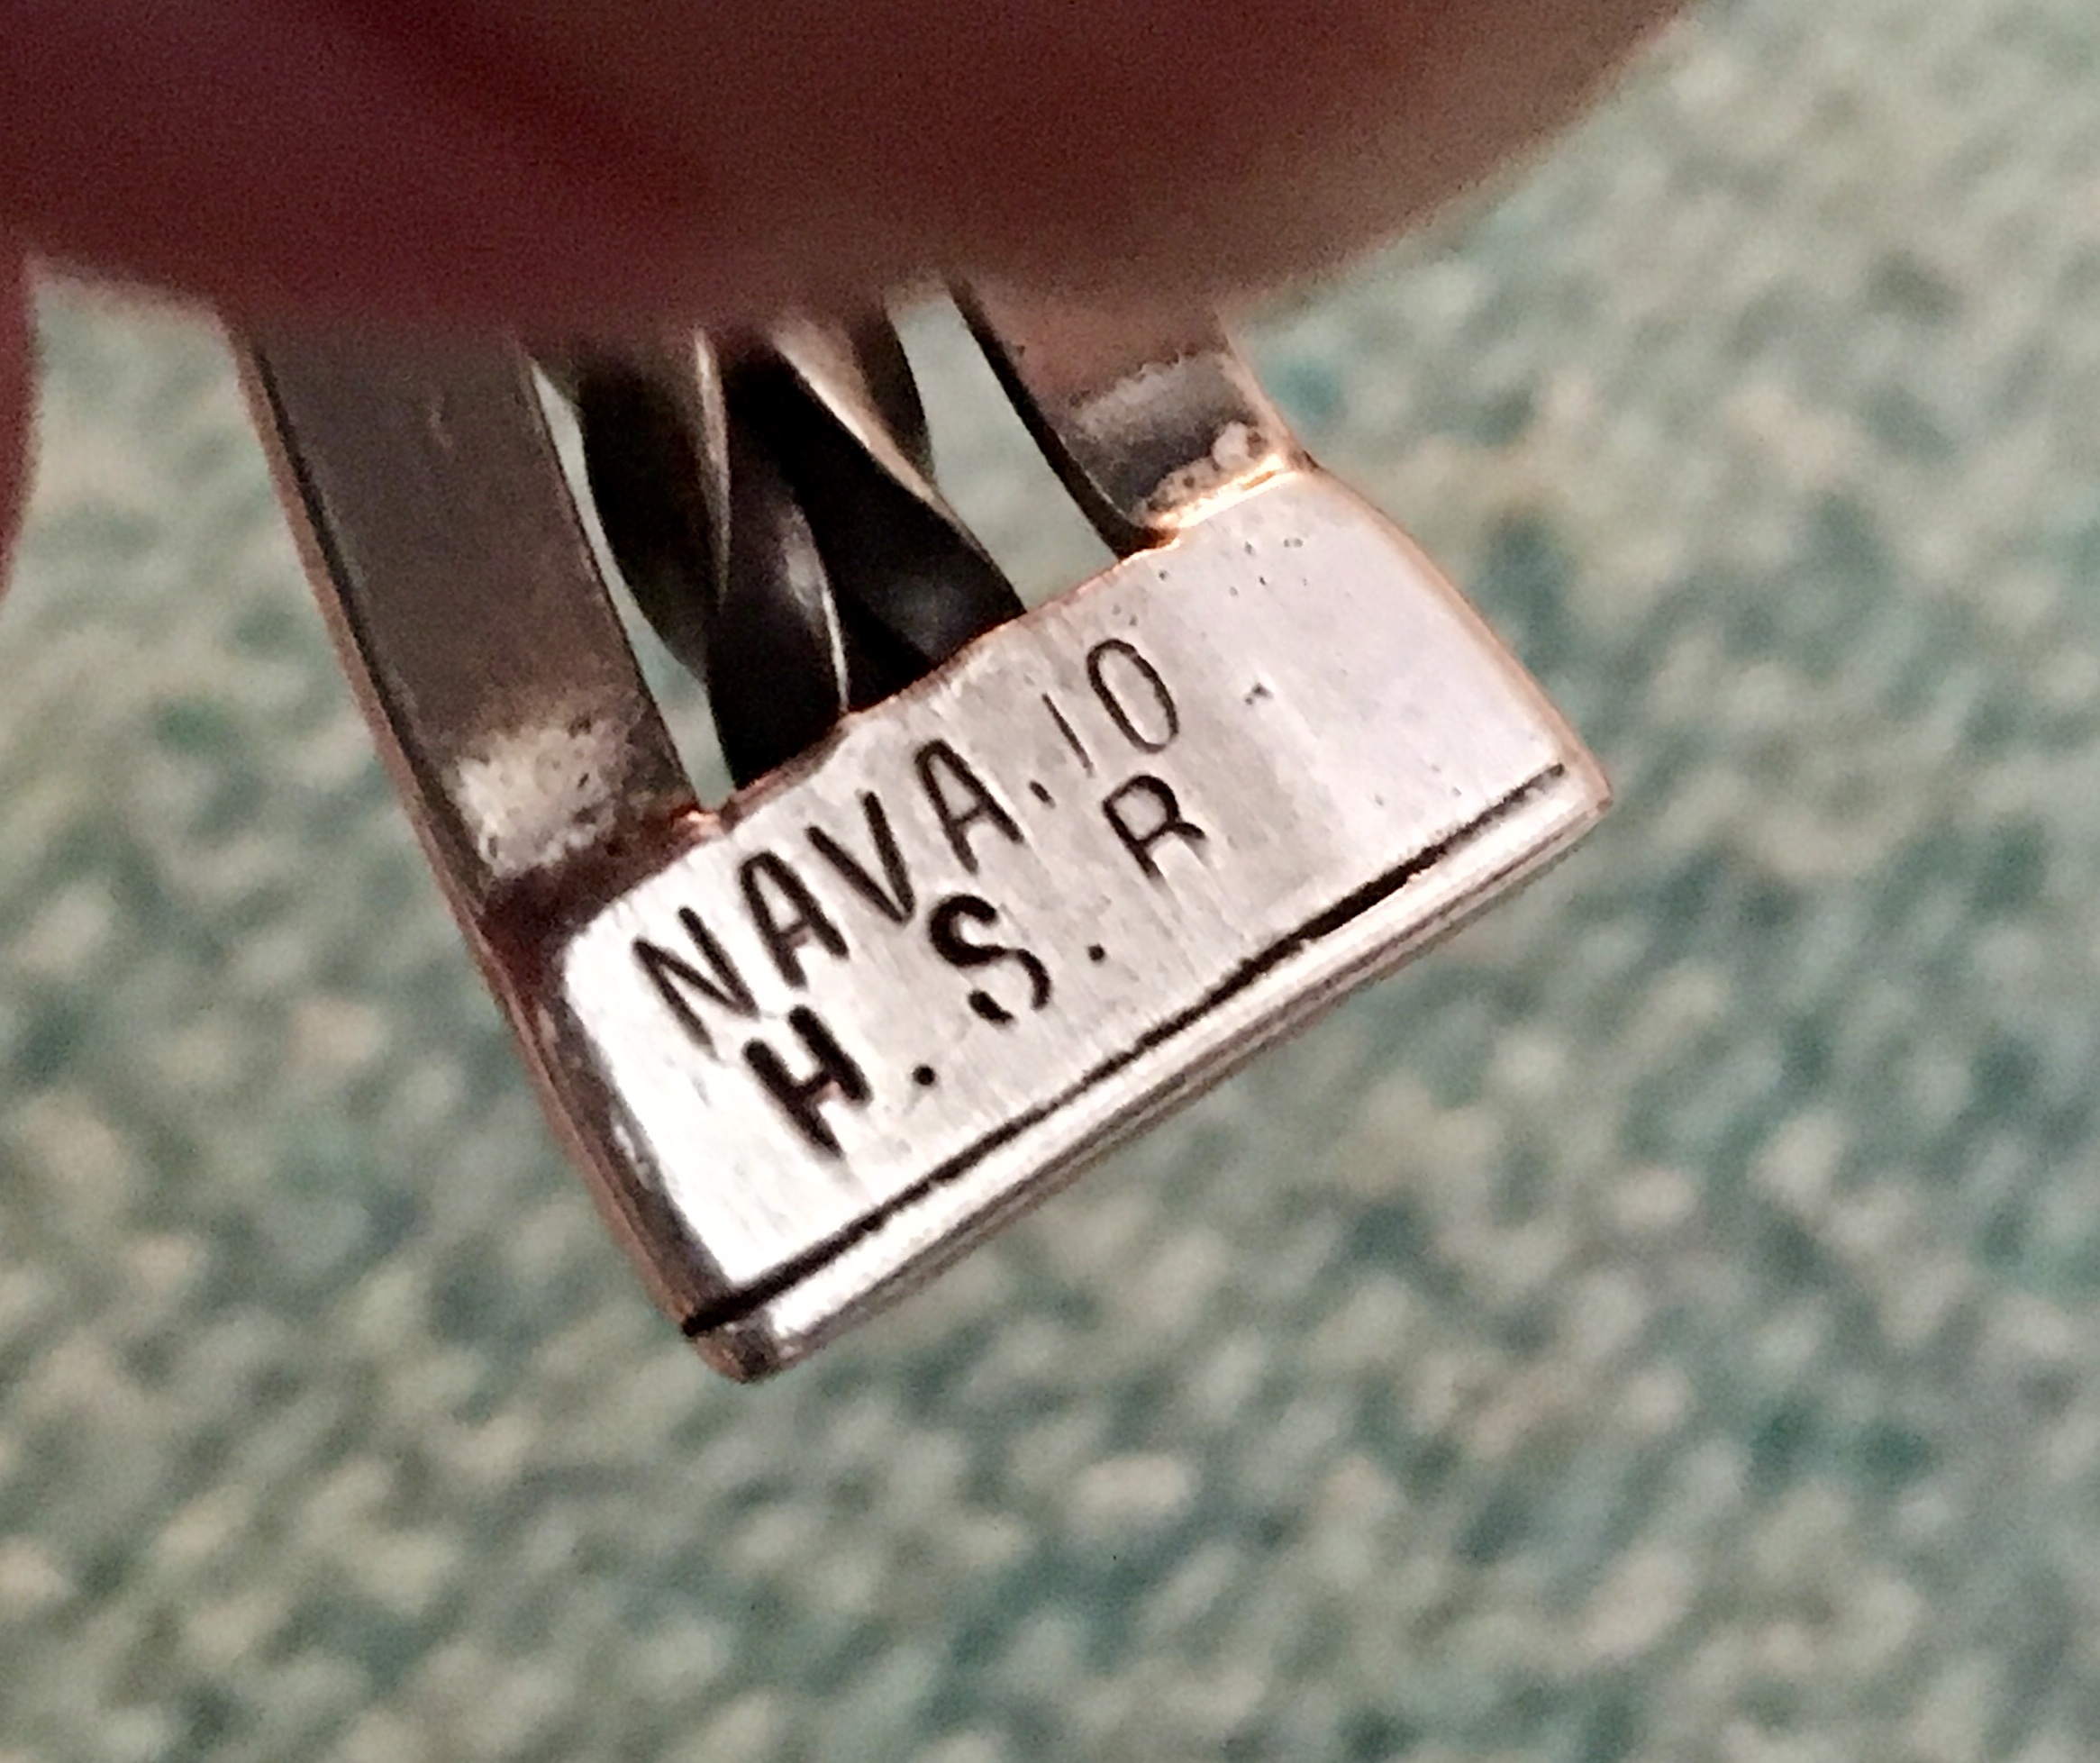 NAVAJO
H. S. R